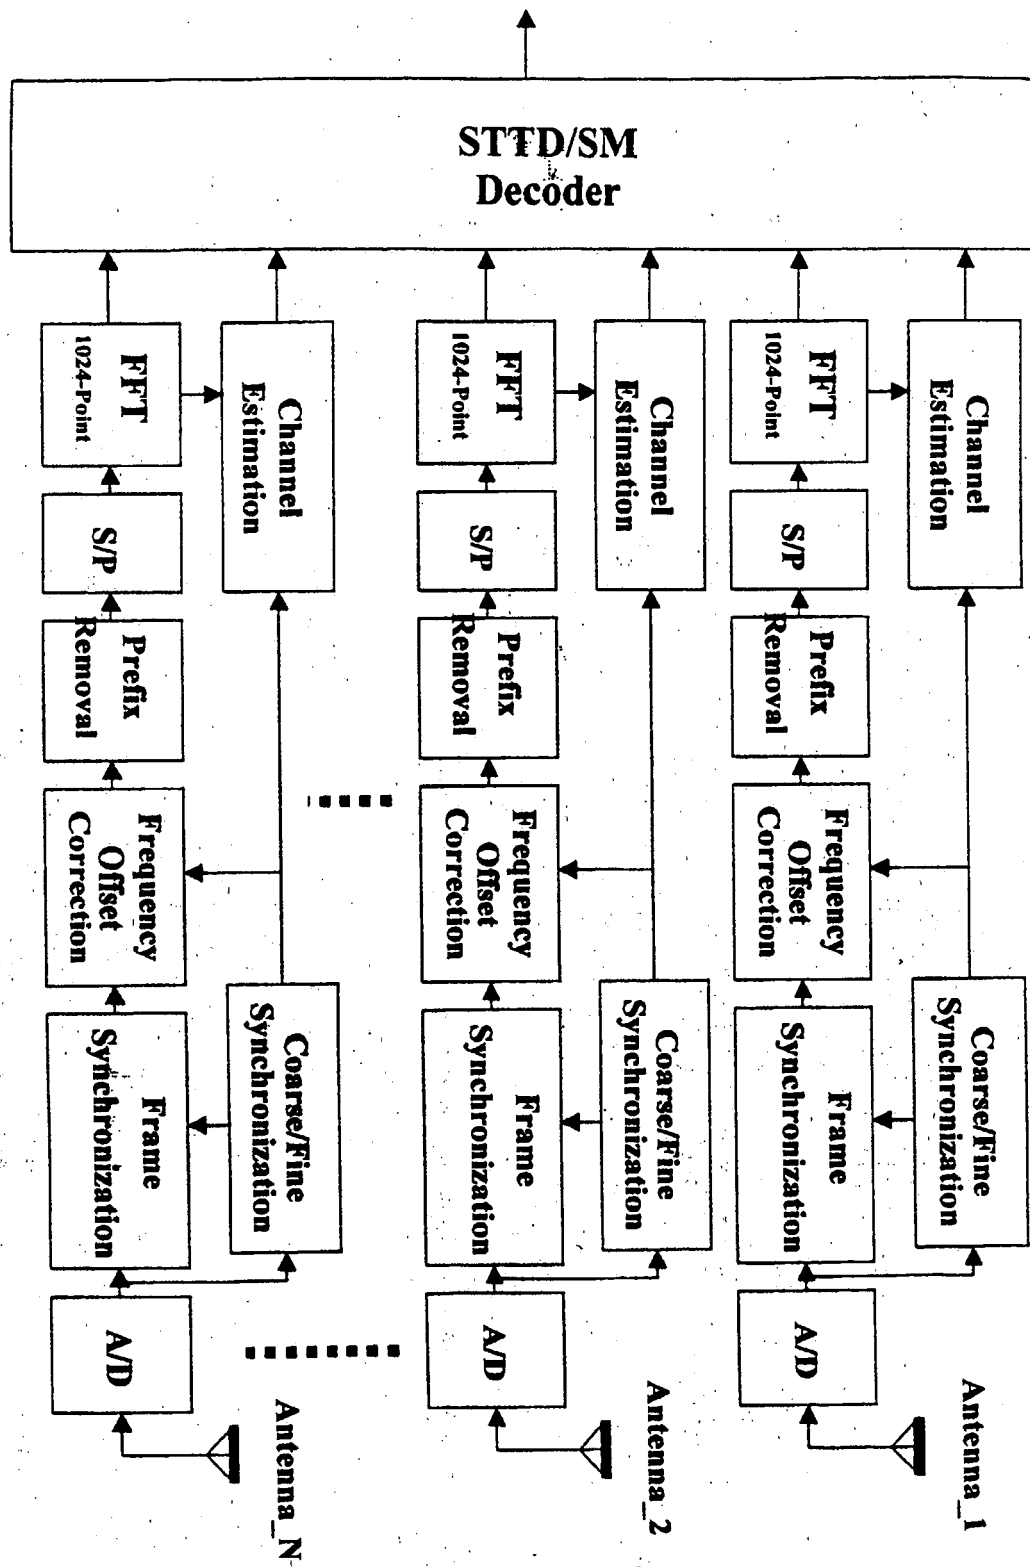 STTD/SM
Decoder
Antenna_1
A/D
Coarse/Fine
Synchronization
Frame
Synchronization
Frequency
Offset
Correction
Prefix
Removal
S/P
FFT
1024-Point
Channel
Estimation
Antenna_2
A/D
Coarse/Fine
Synchronization
Frame
Synchronization
Frequency
Offset
Correction
Prefix
Removal
S/P
FFT
1024-Point
Channel
Estimation
Antenna_N
A/D
Coarse/Fine
Synchronization
Frame
Synchronization
Frequency
Offset
Correction
Prefix
Removal
S/P
FFT
1024-Point
Channel
Estimation